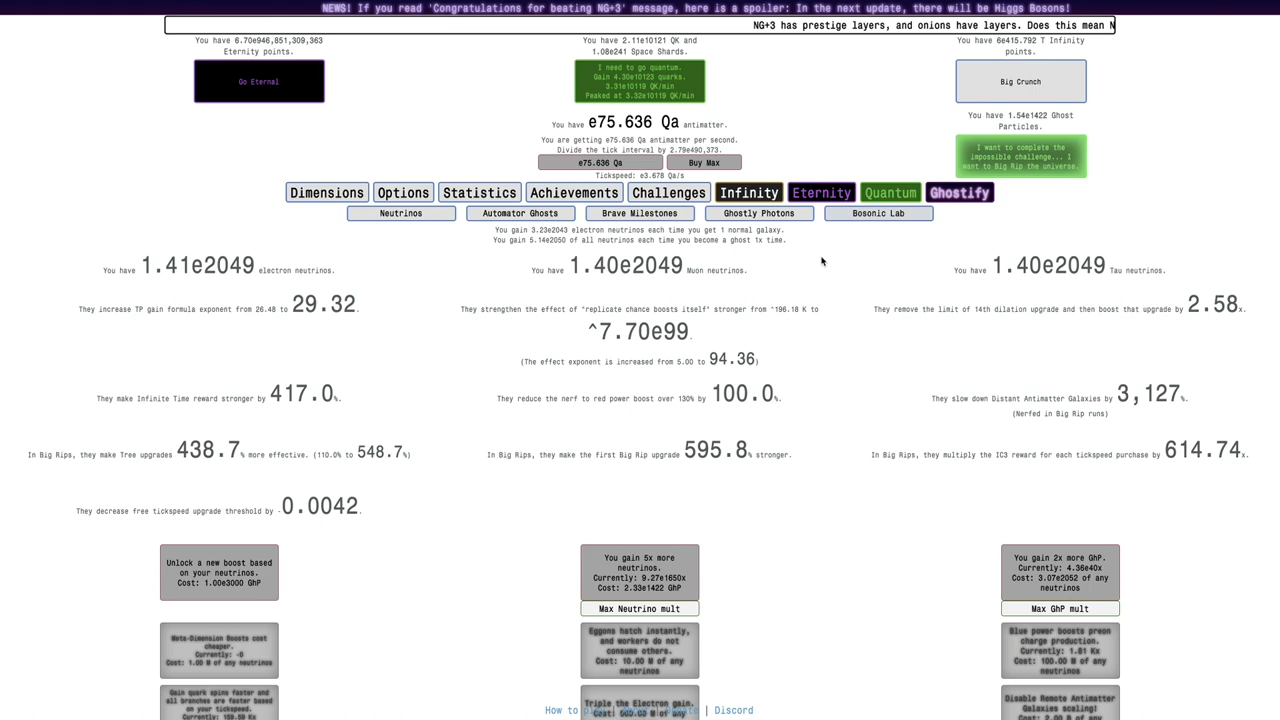 NEWS! If you read 'Congratulations for beating NG+3' message, here is a spoiler: In the next update, there will be Higgs Bosons!
NG+3 has prestige layers, and onions have layers. Does this mean N
You have 6.70e946,851,309,363
Eternity points.
Go Eternal
You have 2.11e10121 QK and
1.08e241 Space Shards.
I need to go quantum.
Gain 4.30e10123 quarks.
3.31e10119 QK/min
Peaked at 3.32e10119 QK/min
You have 6e415.792 T Infinity
points.
Big Crunch
You have e75.636 Qa antimatter.
You are getting e75.636 Qa antimatter per second.
Divide the tick interval by 2.79e490,373.
e75.636 Qa
Buy Max
Tickspeed: e3.678 Qa/s
You have 1.54e1422 Ghost
Particles.
I want to complete the
impossible challenge... I
want to Big Rip the universe.
Dimensions
Options
Statistics
Achievements
Challenges
Infinity
Eternity
Quantum
Ghostify
Neutrinos
Automator Ghosts
Brave Milestones
Ghostly Photons
Bosonic Lab
You gain 3.23e2043 electron neutrinos each time you get 1 normal galaxy.
You gain 5.14e2050 of all neutrinos each time you become a ghost 1x time.
You have 1.41e2049 electron neutrinos.
You have 1.40e2049 Muon neutrinos.
You have 1.40e2049 Tau neutrinos.
They increase TP gain formula exponent from 26.48 to 29.32.
They strengthen the effect of "replicate chance boosts itself" stronger from ^196.18 K to
^7.70e99.
(The effect exponent is increased from 5.00 to 94.36)
They remove the limit of 14th dilation upgrade and then boost that upgrade by 2.58x.
They make Infinite Time reward stronger by 417.0%.
They reduce the nerf to red power boost over 130% by 100.0%.
They slow down Distant Antimatter Galaxies by 3,127%.
(Nerfed in Big Rip runs)
In Big Rips, they make Tree upgrades 438.7% more effective. (110.0% to 548.7%)
In Big Rips, they make the first Big Rip upgrade 595.8% stronger.
In Big Rips, they multiply the IC3 reward for each tickspeed purchase by 614.74x.
They decrease free tickspeed upgrade threshold by -0.0042.
Unlock a new boost based
on your neutrinos.
Cost: 1.00e3000 GhP
You gain 5x more
neutrinos.
Currently: 9.27e1650x
Cost: 2.33e1422 GhP
Max Neutrino mult
You gain 2x more GhP.
Currently: 4.36e40x
Cost: 3.07e2052 of any
neutrinos
Max GhP mult
Meta-Dimension Boosts cost
cheaper.
Currently: -0
Cost: 1.00 M of any neutrinos
Eggons hatch instantly,
and workers do not
consume others.
Cost: 10.00 M of any
neutrinos
Blue power boosts preon
charge production.
Currently: 1.81 Kx
Cost: 100.00 M of any
neutrinos
Gain quark spins faster and
all branches are faster based
on your tickspeed.
Currently: 159.59 Kx
Triple the Electron gain.
Disable Remote Antimatter
Galaxies scaling!
Cost: 2.00 B of any
How to
| Discord